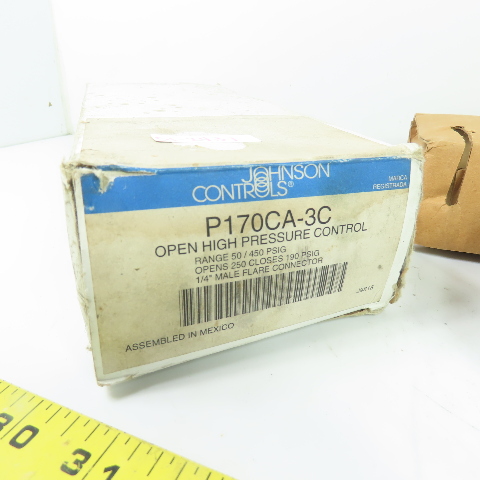 JOHNSON
CONTROLS®
MARCA
REGISTRADA
P170CA-3C
OPEN HIGH PRESSURE CONTROL
RANGE 50 / 450 PSIG
OPENS 250 CLOSES 190 PSIG
1/4" MALE FLARE CONNECTOR
ASSEMBLED IN MEXICO
30
31